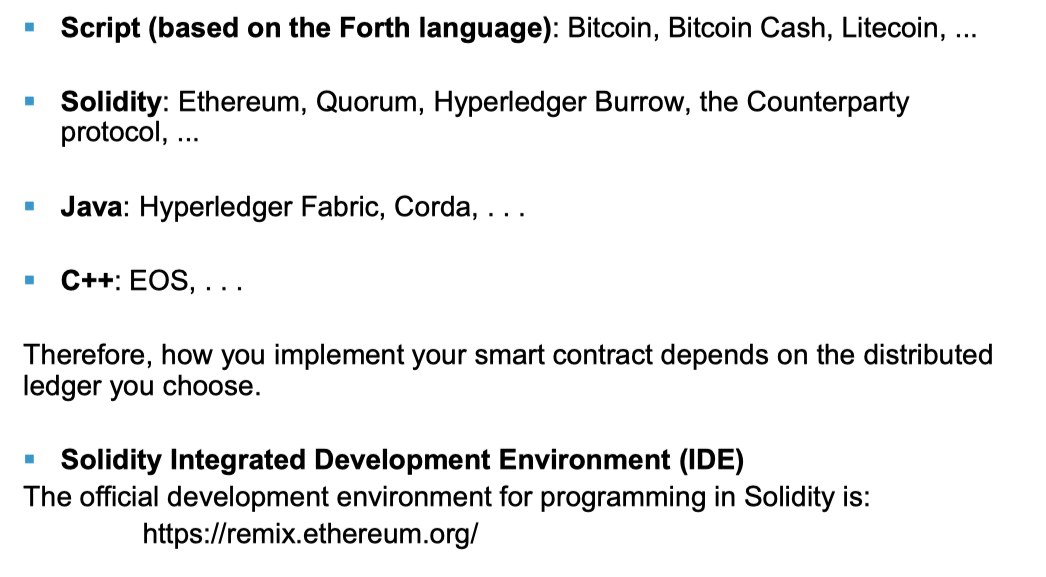 ▪ Script (based on the Forth language): Bitcoin, Bitcoin Cash, Litecoin, ...
▪ Solidity: Ethereum, Quorum, Hyperledger Burrow, the Counterparty
protocol, ...
▪ Java: Hyperledger Fabric, Corda, . . .
▪ C++: EOS, . . .
Therefore, how you implement your smart contract depends on the distributed
ledger you choose.
▪ Solidity Integrated Development Environment (IDE)
The official development environment for programming in Solidity is:
https://remix.ethereum.org/